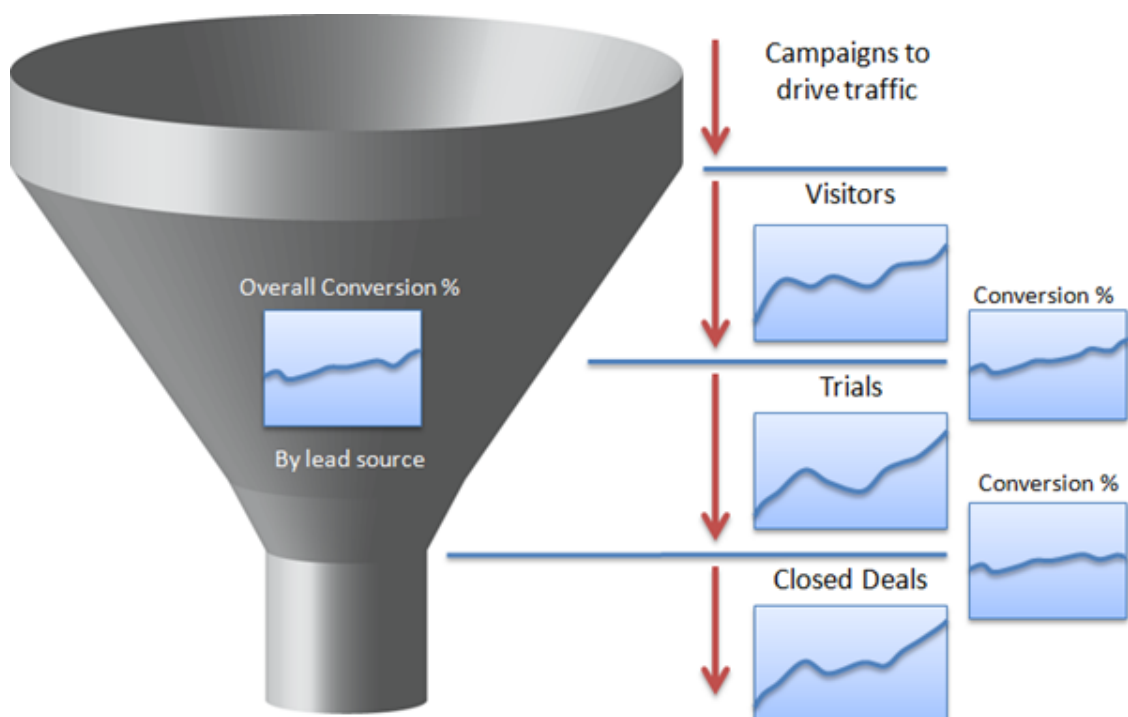 Campaigns to
drive traffic
Visitors
Overall Conversion %
Conversion %
Trials
By lead source
Conversion %
Closed Deals